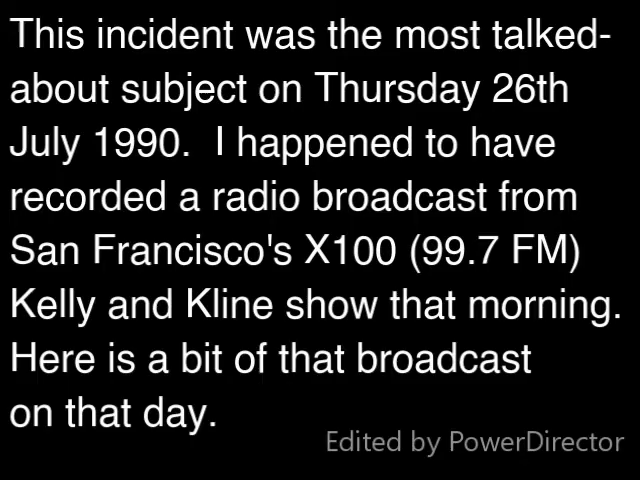 This incident was the most talked-
about subject on Thursday 26th
July 1990.  I happened to have
recorded a radio broadcast from
San Francisco's X100 (99.7 FM)
Kelly and Kline show that morning.
Here is a bit of that broadcast
on that day.
Edited by PowerDirector